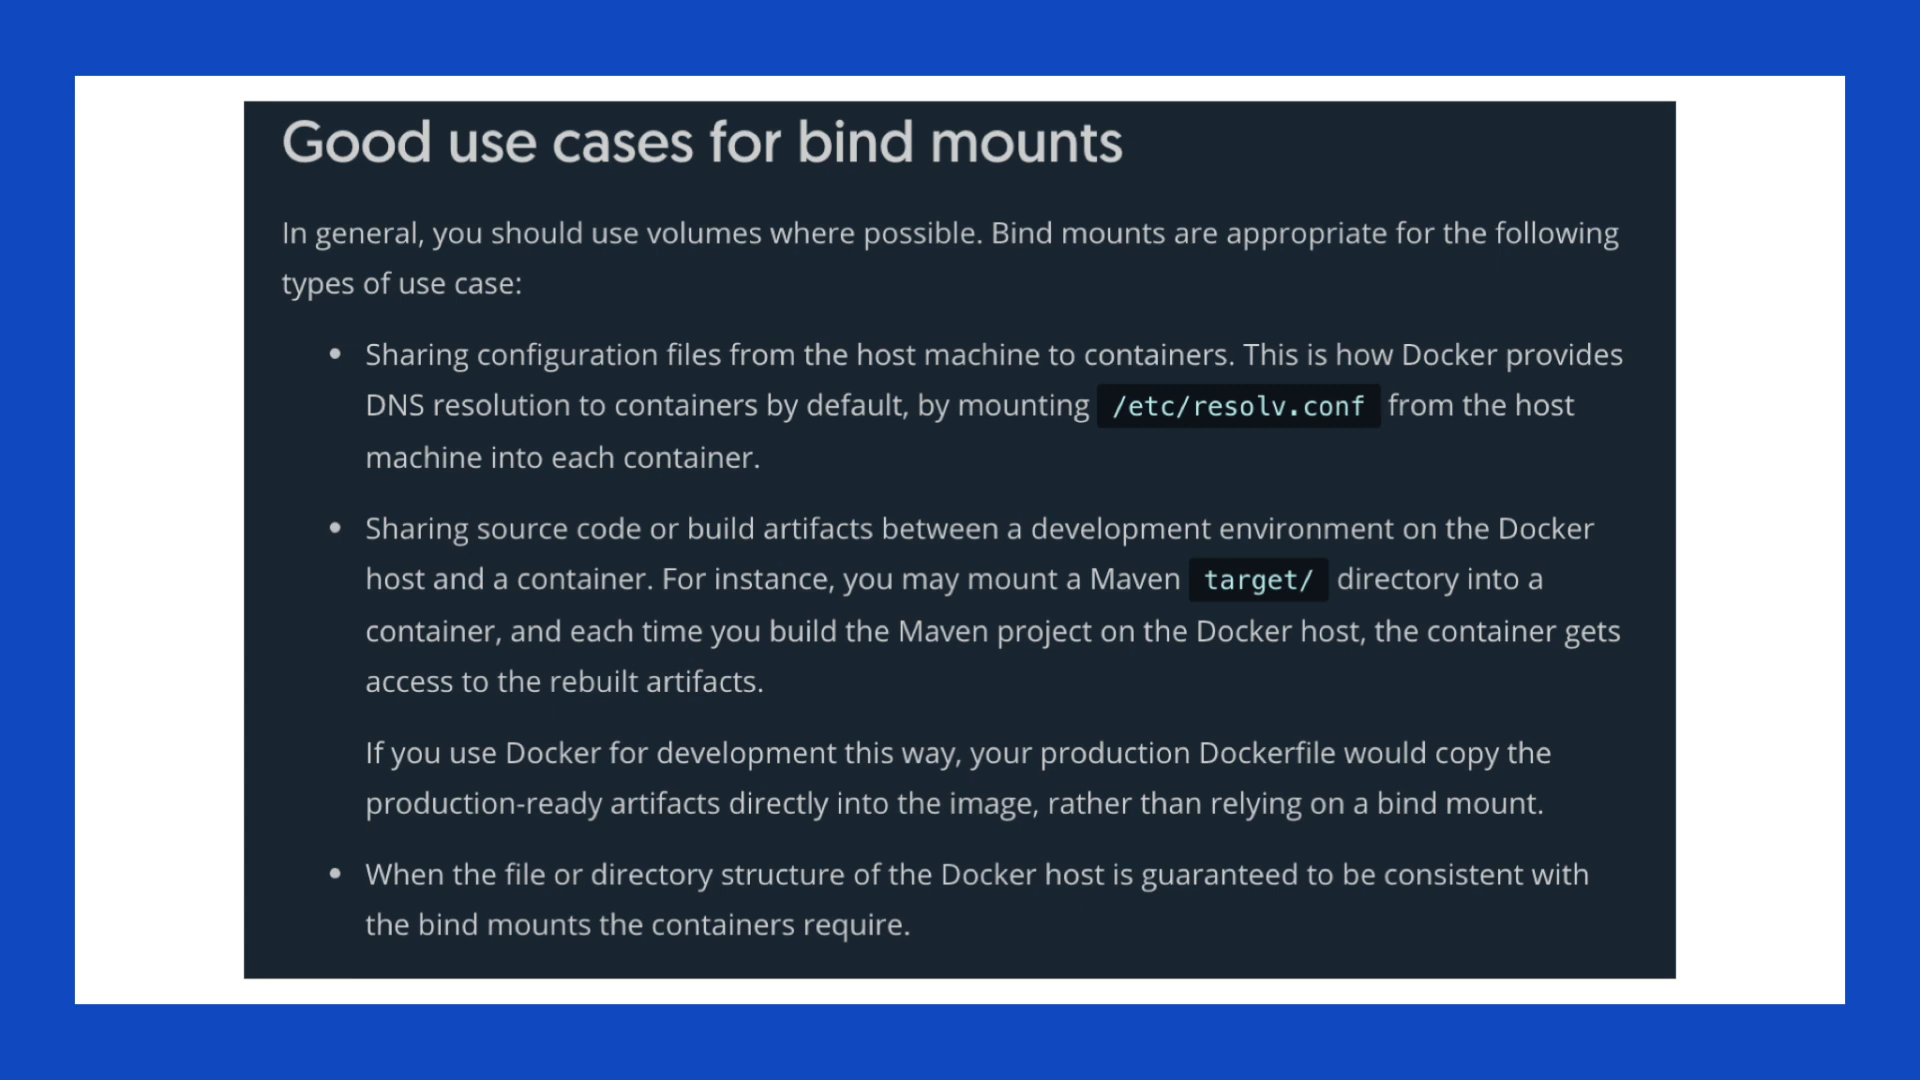 Good use cases for bind mounts
In general, you should use volumes where possible. Bind mounts are appropriate for the following
types of use case:
• Sharing configuration files from the host machine to containers. This is how Docker provides
DNS resolution to containers by default, by mounting /etc/resolv.conf from the host
machine into each container.
• Sharing source code or build artifacts between a development environment on the Docker
host and a container. For instance, you may mount a Maven target/ directory into a
container, and each time you build the Maven project on the Docker host, the container gets
access to the rebuilt artifacts.
If you use Docker for development this way, your production Dockerfile would copy the
production-ready artifacts directly into the image, rather than relying on a bind mount.
• When the file or directory structure of the Docker host is guaranteed to be consistent with
the bind mounts the containers require.